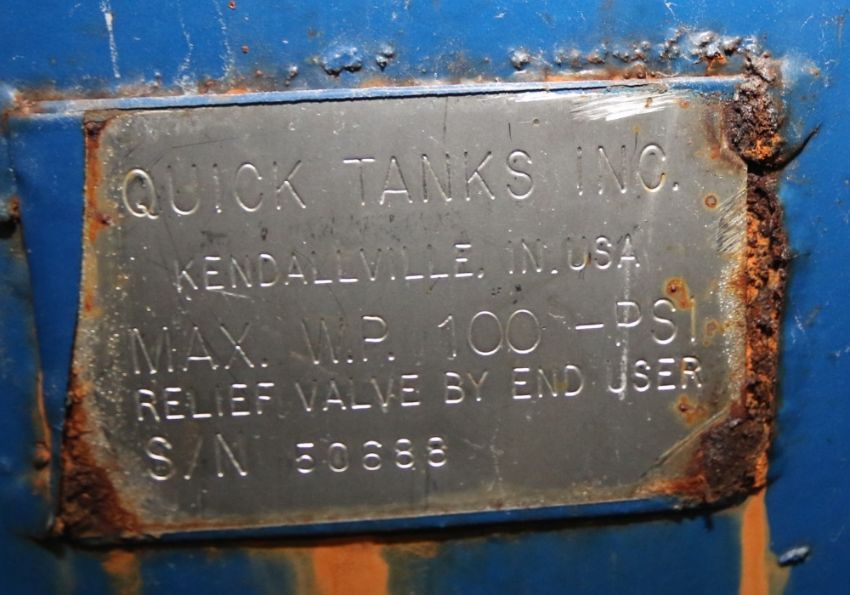 QUICK TANKS INC.
KENDALLVILLE, IN. USA
MAX. W.P. 100 - PSI
RELIEF VALVE BY END USER
S/N 50688